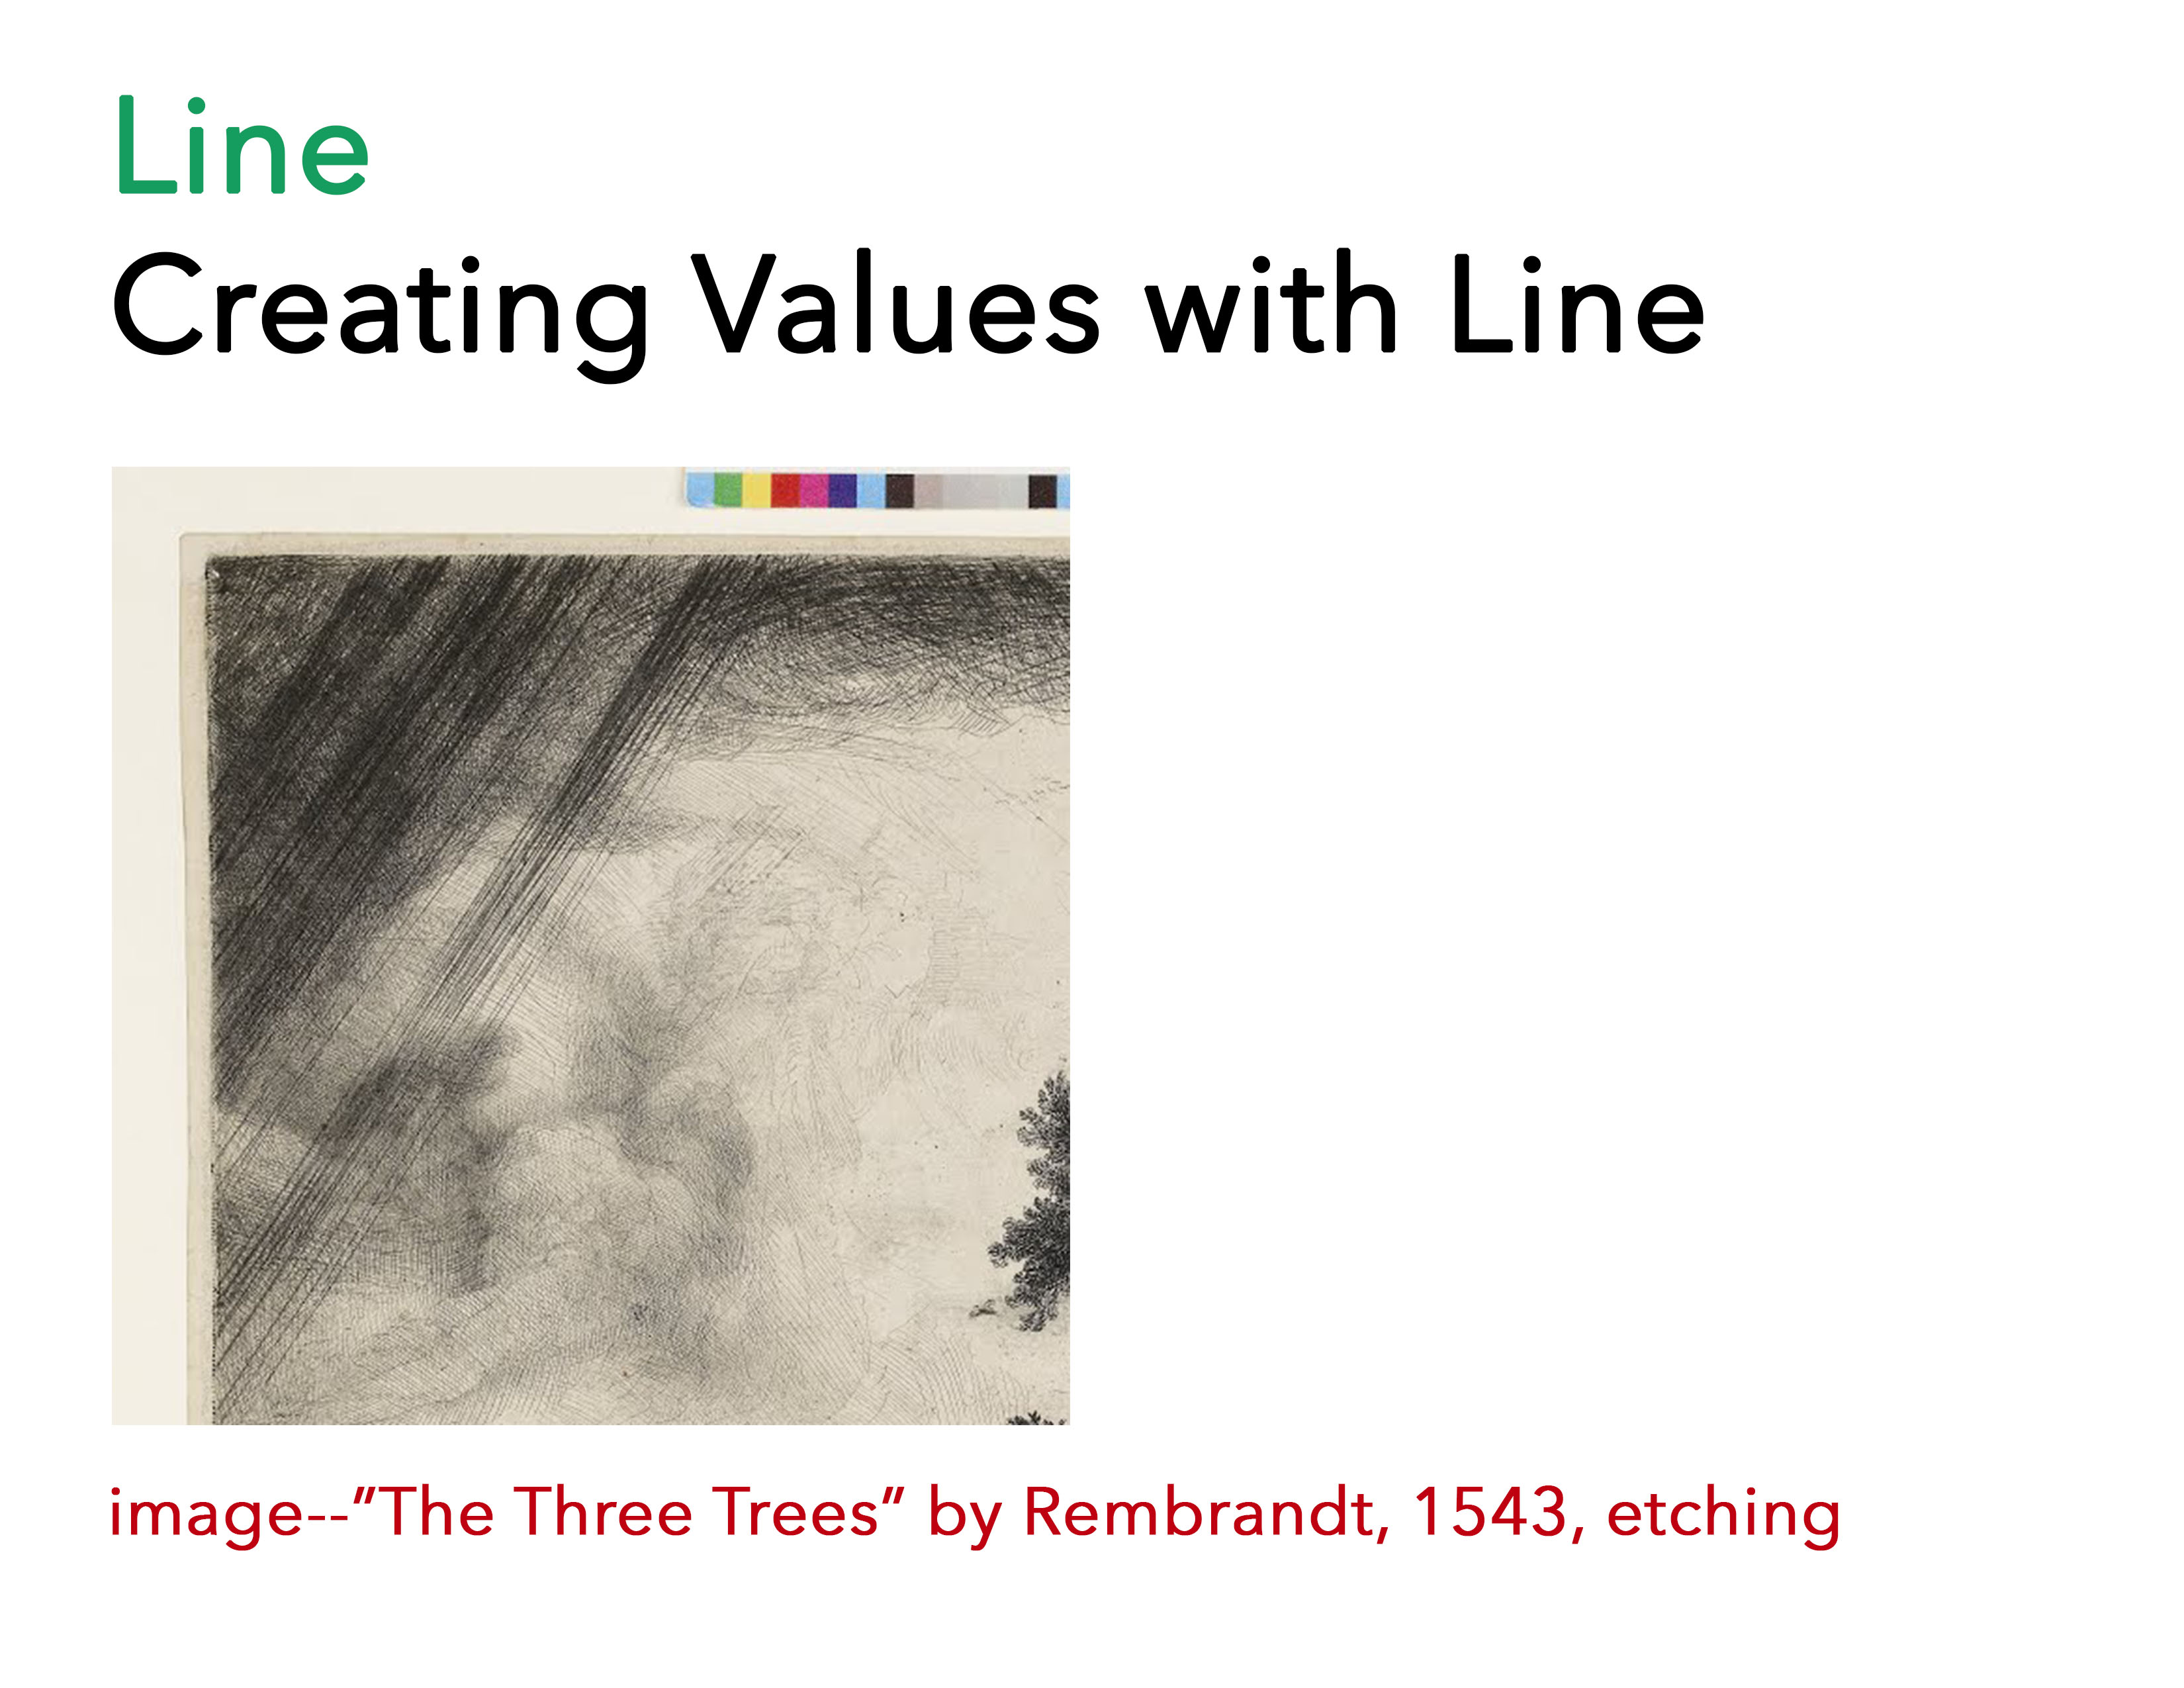 Line
Creating Values with Line
image--"The Three Trees" by Rembrandt, 1543, etching